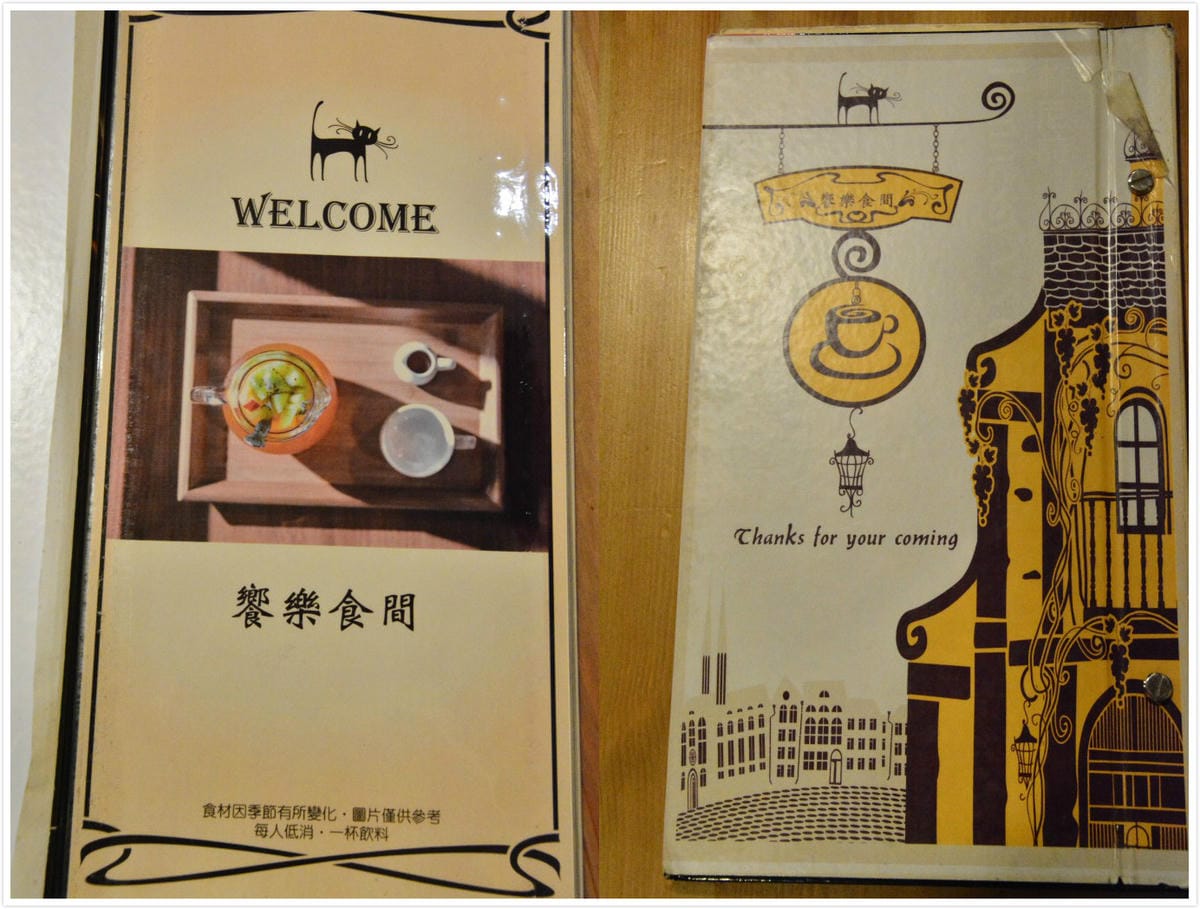 WELCOME
饗樂食間
食材因季節有所變化·圖片僅供參考
每人低消·一杯飲料
饗樂食間
Thanks for your coming